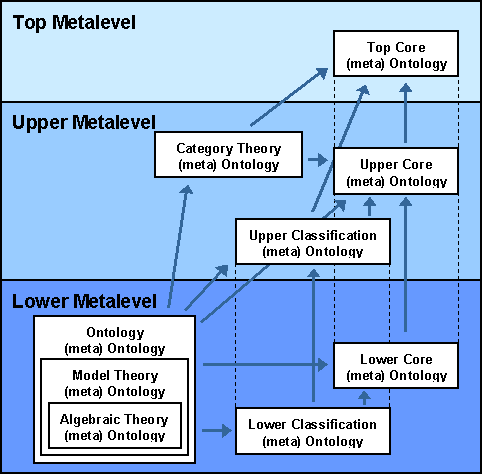 Top Metalevel
Top Core
(meta) Ontology
Upper Metalevel
Category Theory
(meta) Ontology
Upper Core
(meta) Ontology
Upper Classification
(meta) Ontology
Lower Metalevel
Ontology
(meta) Ontology
Model Theory
(meta) Ontology
Algebraic Theory
(meta) Ontology
Lower Core
(meta) Ontology
Lower Classification
(meta) Ontology